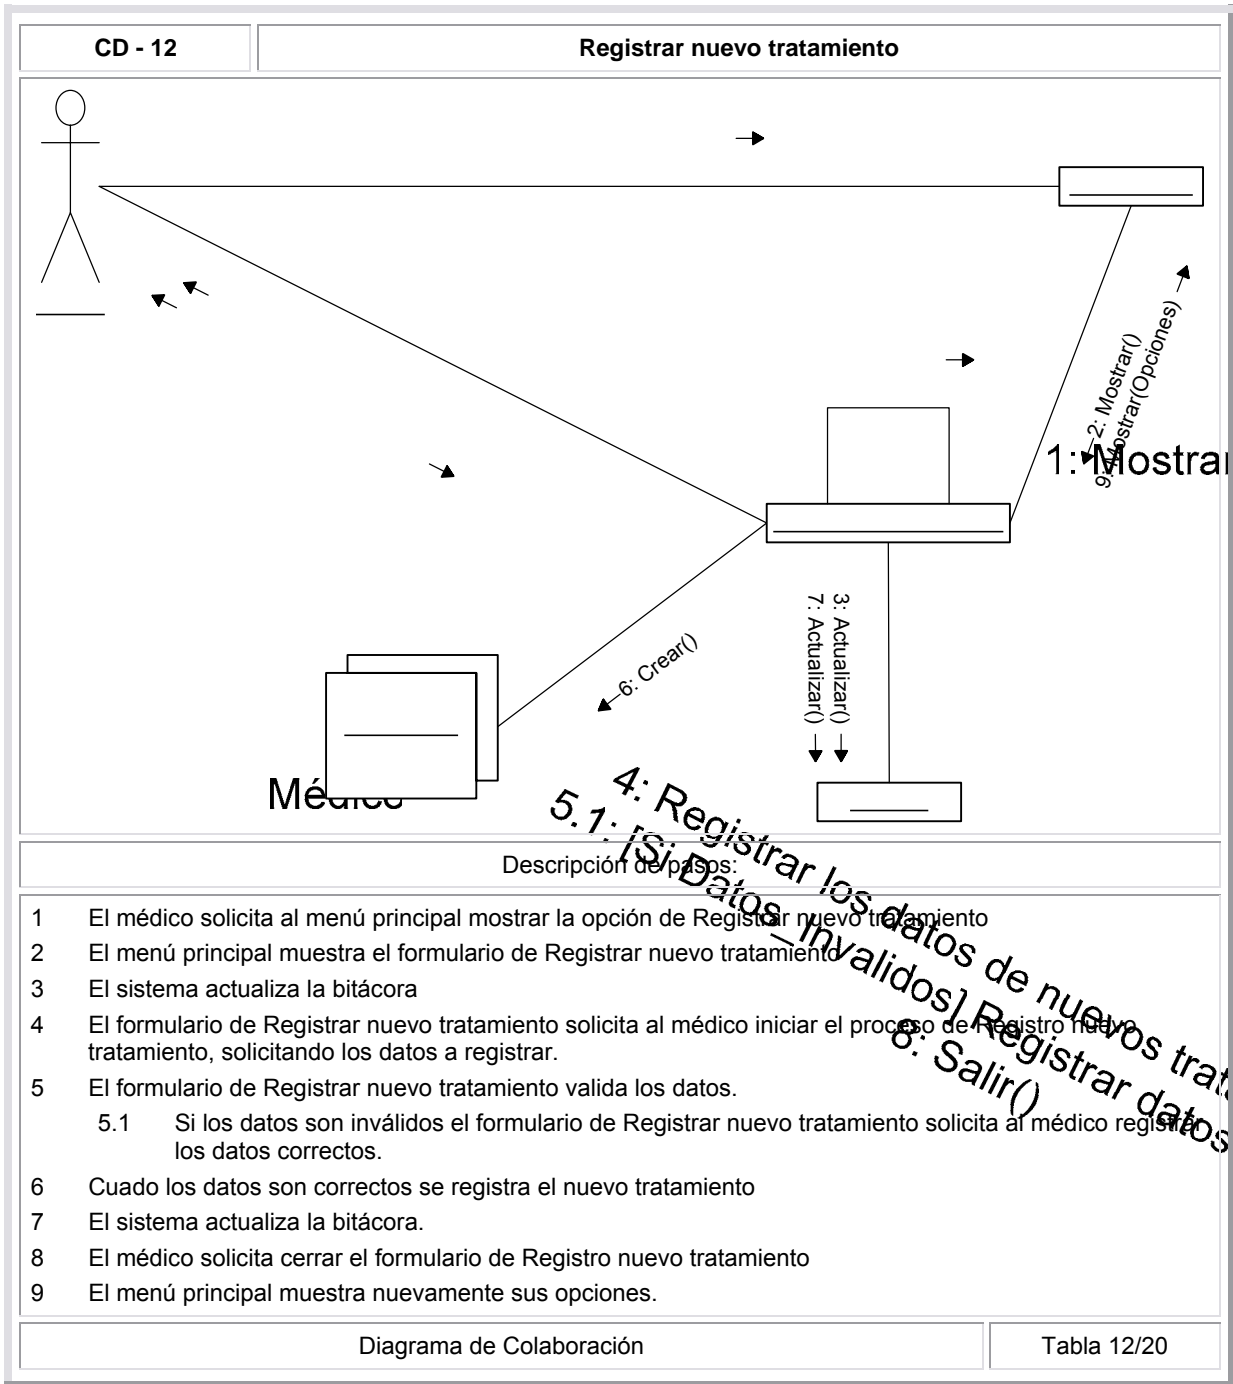 CD - 12
Registrar nuevo tratamiento
2: Mostrar()
9: Mostrar(Opciones)
1: Mostrar
3: Actualizar()
7: Actualizar()
6: Crear()
Médico
4: Registrar los datos de nuevos
5.1: [Si Datos_Invalidos] Registrar datos
8: Salir()
Descripción de pasos:
1 El médico solicita al menú principal mostrar la opción de Registrar nuevo tratamiento
2 El menú principal muestra el formulario de Registrar nuevo tratamiento
3 El sistema actualiza la bitácora
4 El formulario de Registrar nuevo tratamiento solicita al médico iniciar el proceso de Registro nuevo
tratamiento, solicitando los datos a registrar.
5 El formulario de Registrar nuevo tratamiento valida los datos.
5.1 Si los datos son inválidos el formulario de Registrar nuevo tratamiento solicita al médico registrar
los datos correctos.
6 Cuado los datos son correctos se registra el nuevo tratamiento
7 El sistema actualiza la bitácora.
8 El médico solicita cerrar el formulario de Registro nuevo tratamiento
9 El menú principal muestra nuevamente sus opciones.
Diagrama de Colaboración
Tabla 12/20